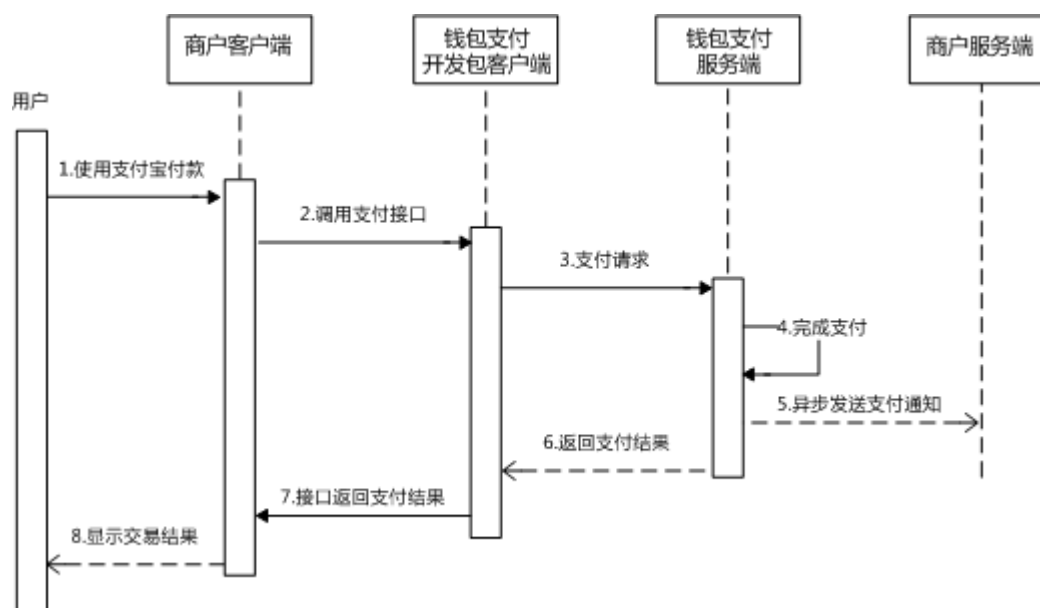 商户客户端
钱包支付
开发包客户端
钱包支付
服务端
商户服务端
用户
1.使用支付宝付款
2.调用支付接口
3.支付请求
4.完成支付
5.异步发送支付通知
6.返回支付结果
7.接口返回支付结果
8.显示交易结果